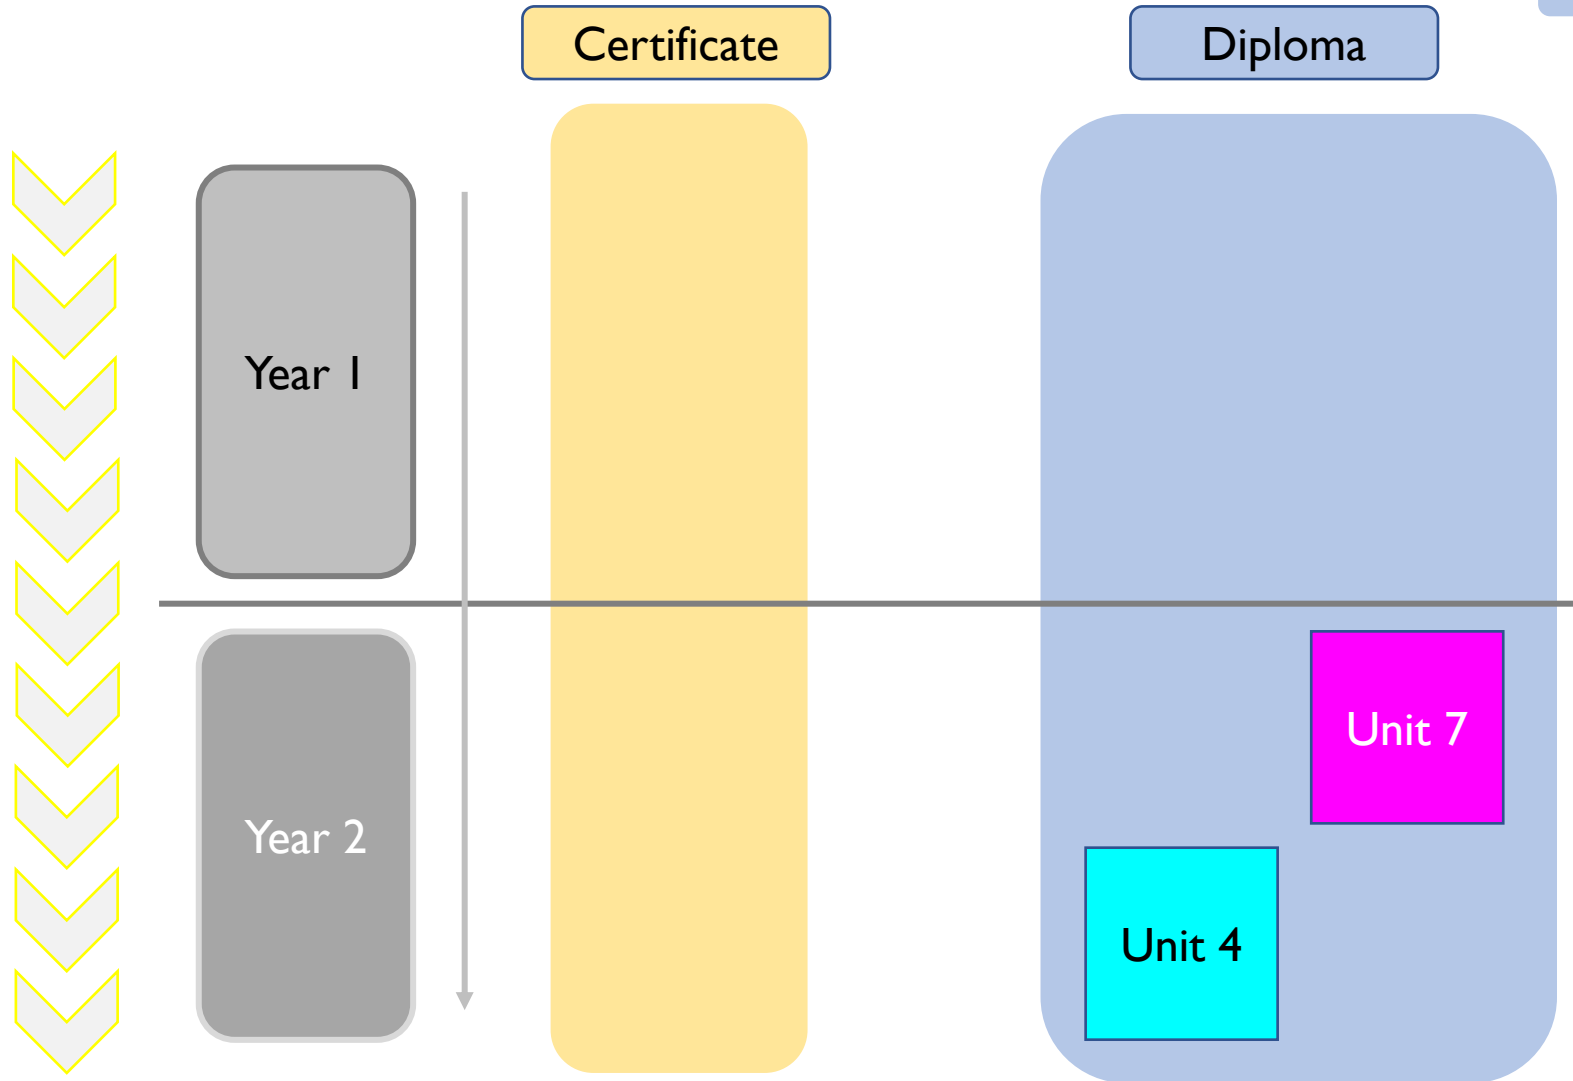 Certificate
Diploma
Year 1
Unit 7
Year 2
Unit 4